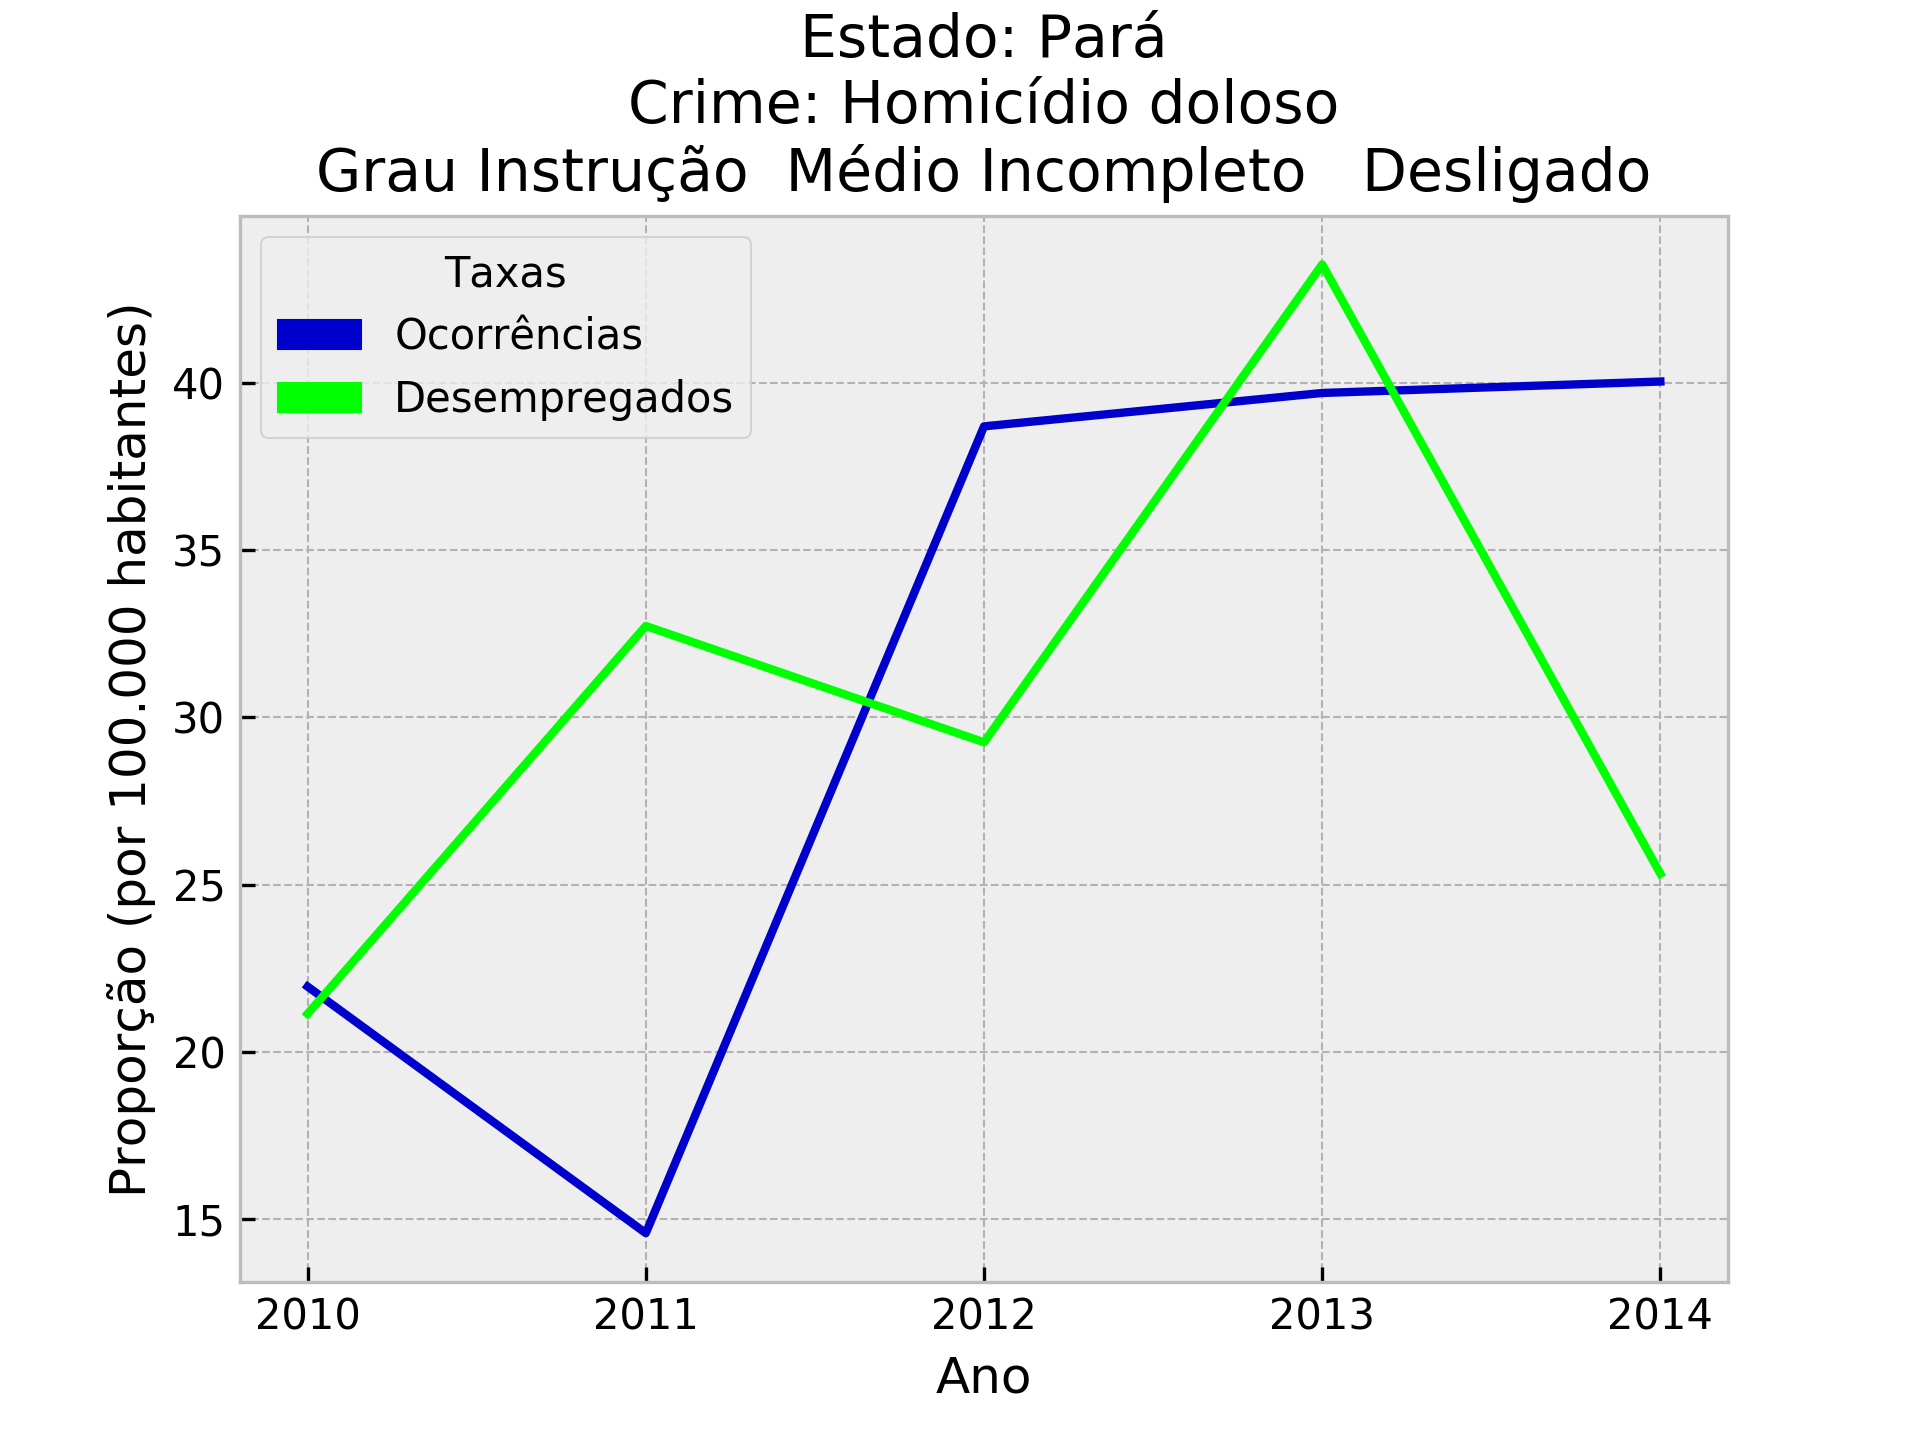 Estado: Pará
Crime: Homicídio doloso
Grau Instrução  Médio Incompleto   Desligado
Taxas
Ocorrências
Desempregados
Proporção (por 100.000 habitantes)
40
35
30
25
20
15
2010 2011 2012 2013 2014
Ano